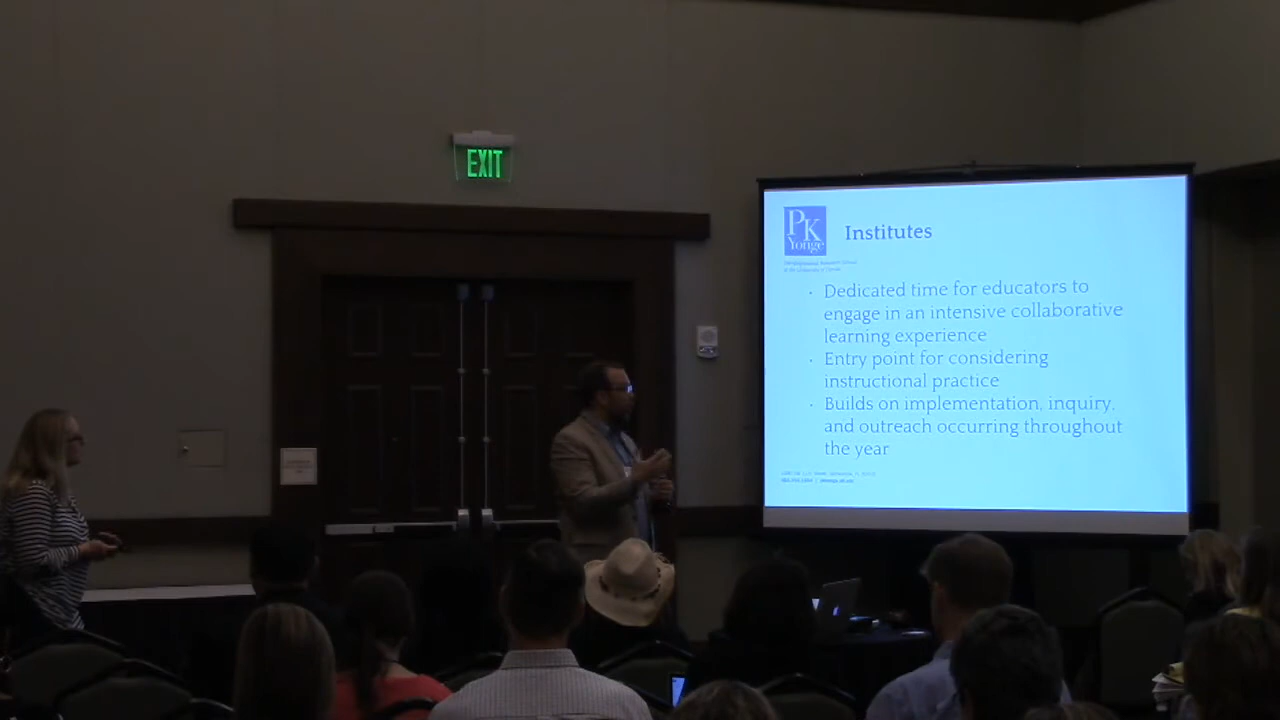 EXIT
PK
Yonge
Institutes
· Dedicated time for educators to
engage in an intensive collaborative
learning experience
· Entry point for considering
instructional practice
· Builds on implementation, inquiry,
and outreach occurring throughout
the year